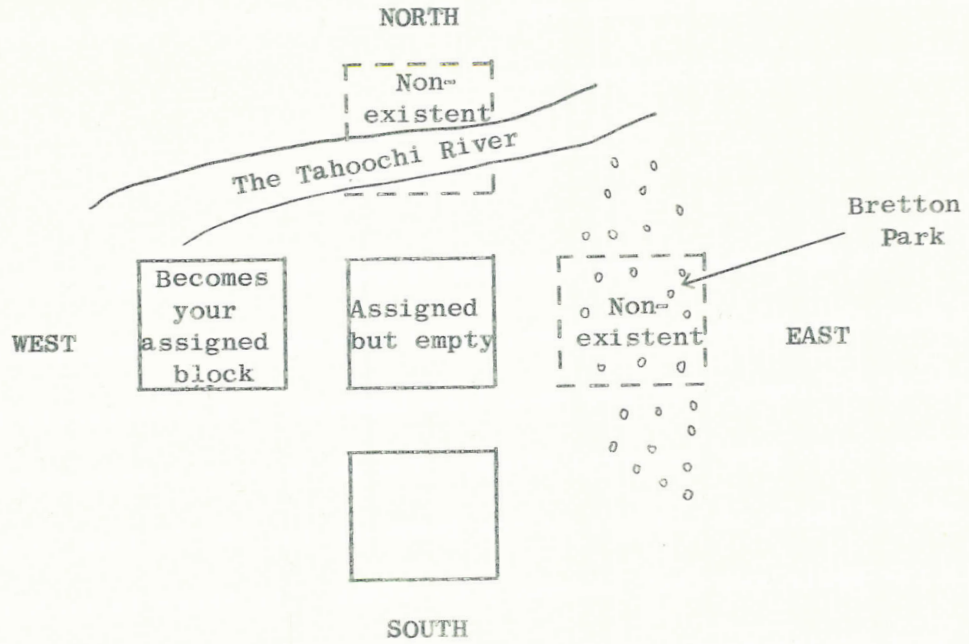 NORTH
Non-
existent
The Tahoochi River
Bretton
Park
Becomes
your
assigned
block
Assigned
but empty
Non-
existent
WEST
EAST
SOUTH